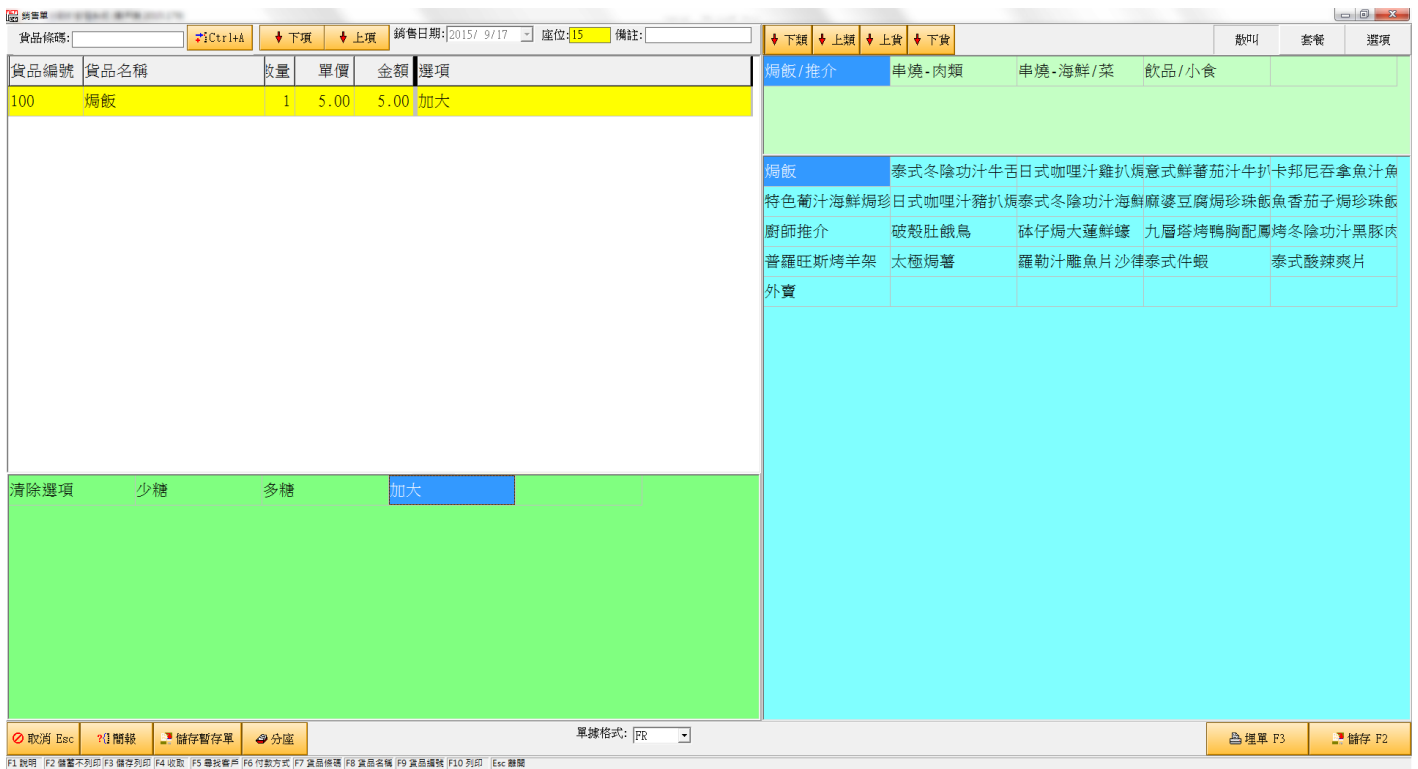 銷售單
貨品條碼: Ctrl+A 下項 上項 銷售日期: 2015/ 9/17 座位: 15 備註:
下類 上類 上貨 下貨 散叫 套餐 選項
貨品編號 貨品名稱 數量 單價 金額 選項
100 焗飯 1 5.00 5.00 加大
焗飯/推介 串燒-肉類 串燒-海鮮/菜 飲品/小食
焗飯 泰式冬陰功汁牛舌 日式咖哩汁雞扒焗 意式鮮蕃茄汁牛扒 卡邦尼吞拿魚汁魚
特色葡汁海鮮焗珍 日式咖哩汁豬扒焗 泰式冬陰功汁海鮮 麻婆豆腐焗珍珠飯 魚香茄子焗珍珠飯
廚師推介 破殼肚餓鳥 砵仔焗大蓮鮮蠔 九層塔烤鴨胸配鳳 烤冬陰功汁黑豚肉
普羅旺斯烤羊架 太極焗薯 羅勒汁雕魚片沙律 泰式件蝦 泰式酸辣爽片
外賣
清除選項 少糖 多糖 加大
取消 Esc 簡報 儲存暫存單 分座 單據格式: FR 埋單 F3 儲存 F2
F1 說明 F2 儲蓄不列印 F3 儲存列印 F4 收取 F5 尋找客戶 F6 付款方式 F7 貨品條碼 F8 貨品名稱 F9 貨品編號 F10 列印 Esc 離開